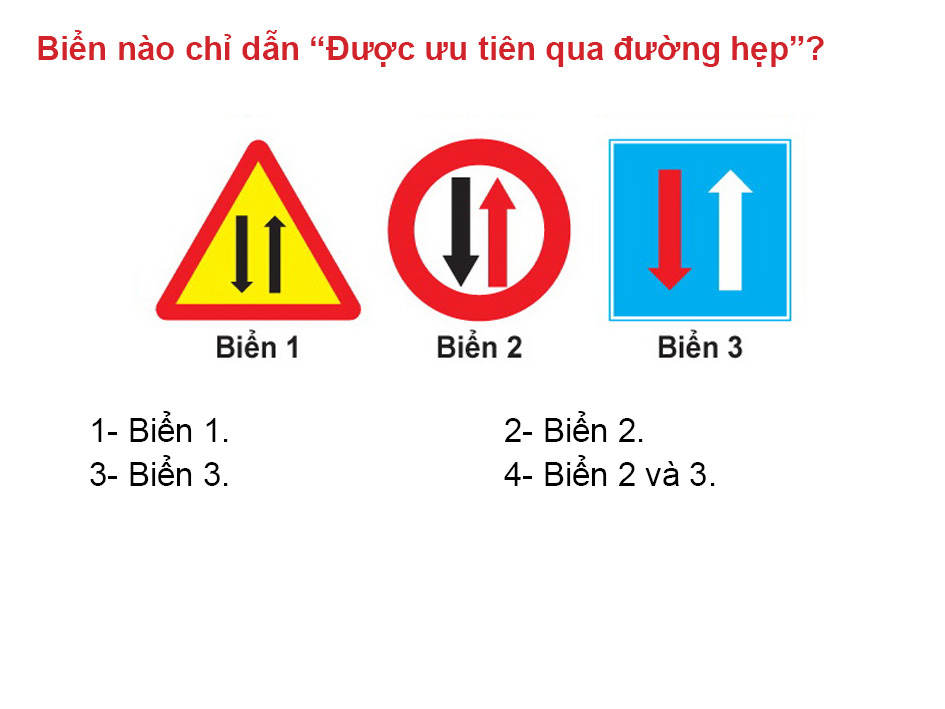 Biển nào chỉ dẫn “Được ưu tiên qua đường hẹp”?
Biển 1
Biển 2
Biển 3
1- Biển 1.
2- Biển 2.
3- Biển 3.
4- Biển 2 và 3.